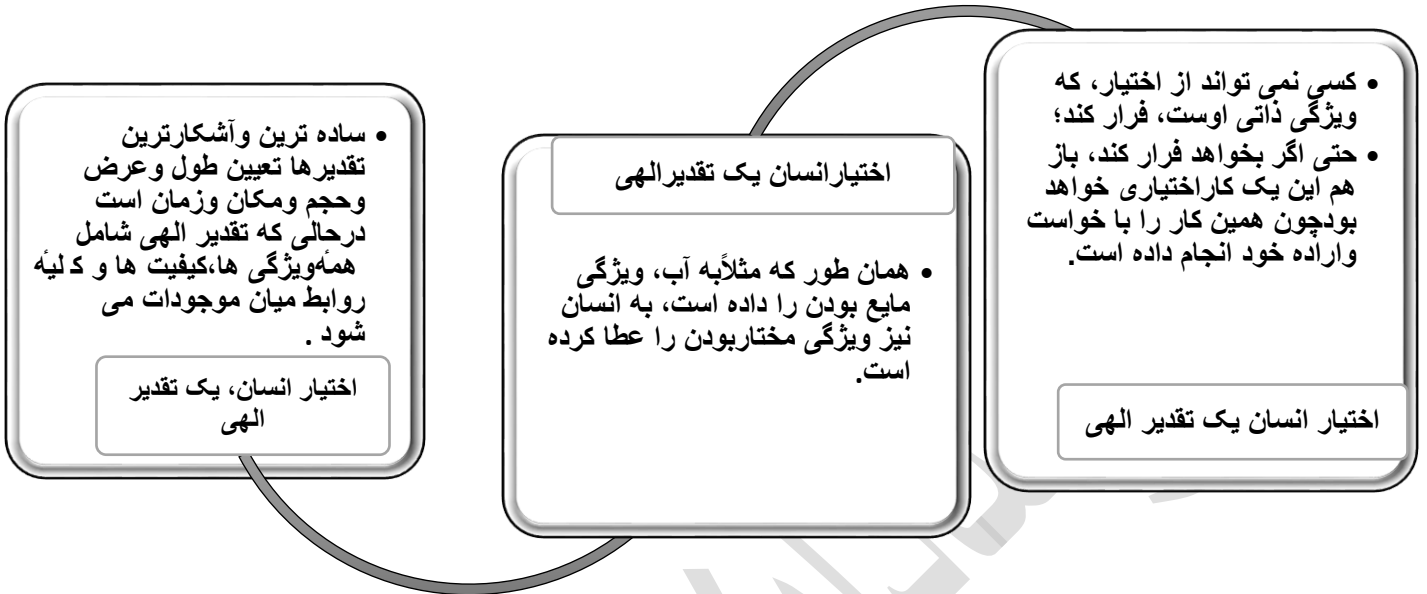 • کسی نمی تواند از اختیار، که
ویژگی ذاتی اوست، فرار کند؛
• حتی اگر بخواهد فرار کند، باز
هم این یک کاراختیاری خواهد
بودچون همین کار را با خواست
واراده خود انجام داده است.
اختیار انسان یک تقدیر الهی
اختیارانسان یک تقدیرالهی
• همان طور که مثلاًبه آب، ویژگی
مایع بودن را داده است، به انسان
نیز ویژگی مختاربودن را عطا کرده
است.
• ساده ترین وآشکارترین
تقدیرها تعیین طول وعرض
وحجم ومکان وزمان است
درحالی که تقدیر الهی شامل
همهٔویژگی ها،کیفیت ها و کلیهٔ
روابط میان موجودات می
شود .
اختیار انسان، یک تقدیر
الهی